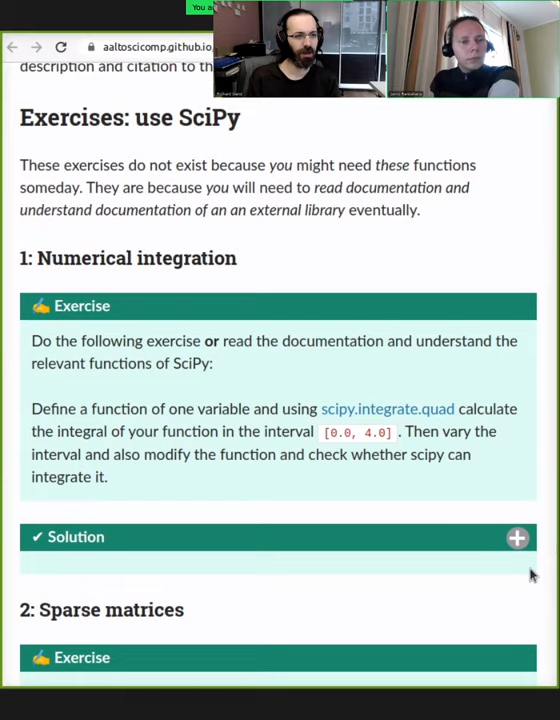 You a
aaltoscicomp.github.io,
description and citation to th
Exercises: use SciPy
These exercises do not exist because you might need these functions
someday. They are because you will need to read documentation and
understand documentation of an an external library eventually.
1: Numerical integration
✍ Exercise
Do the following exercise or read the documentation and understand the
relevant functions of SciPy:
Define a function of one variable and using scipy.integrate.quad calculate
the integral of your function in the interval [0.0, 4.0] . Then vary the
interval and also modify the function and check whether scipy can
integrate it.
✔ Solution
2: Sparse matrices
✍ Exercise